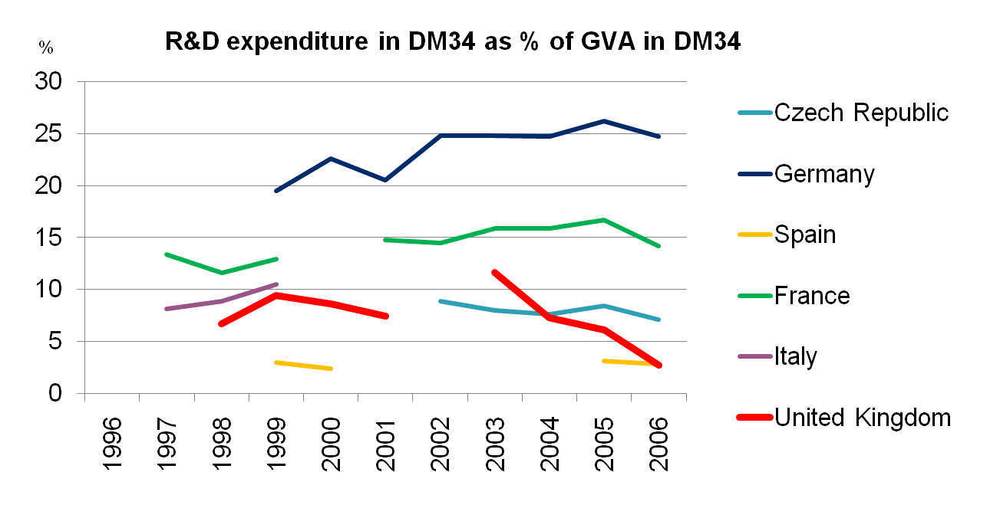 R&D expenditure in DM34 as % of GVA in DM34
%
30
25
20
15
10
5
0
1996
1997
1998
1999
2000
2001
2002
2003
2004
2005
2006
Czech Republic
Germany
Spain
France
Italy
United Kingdom